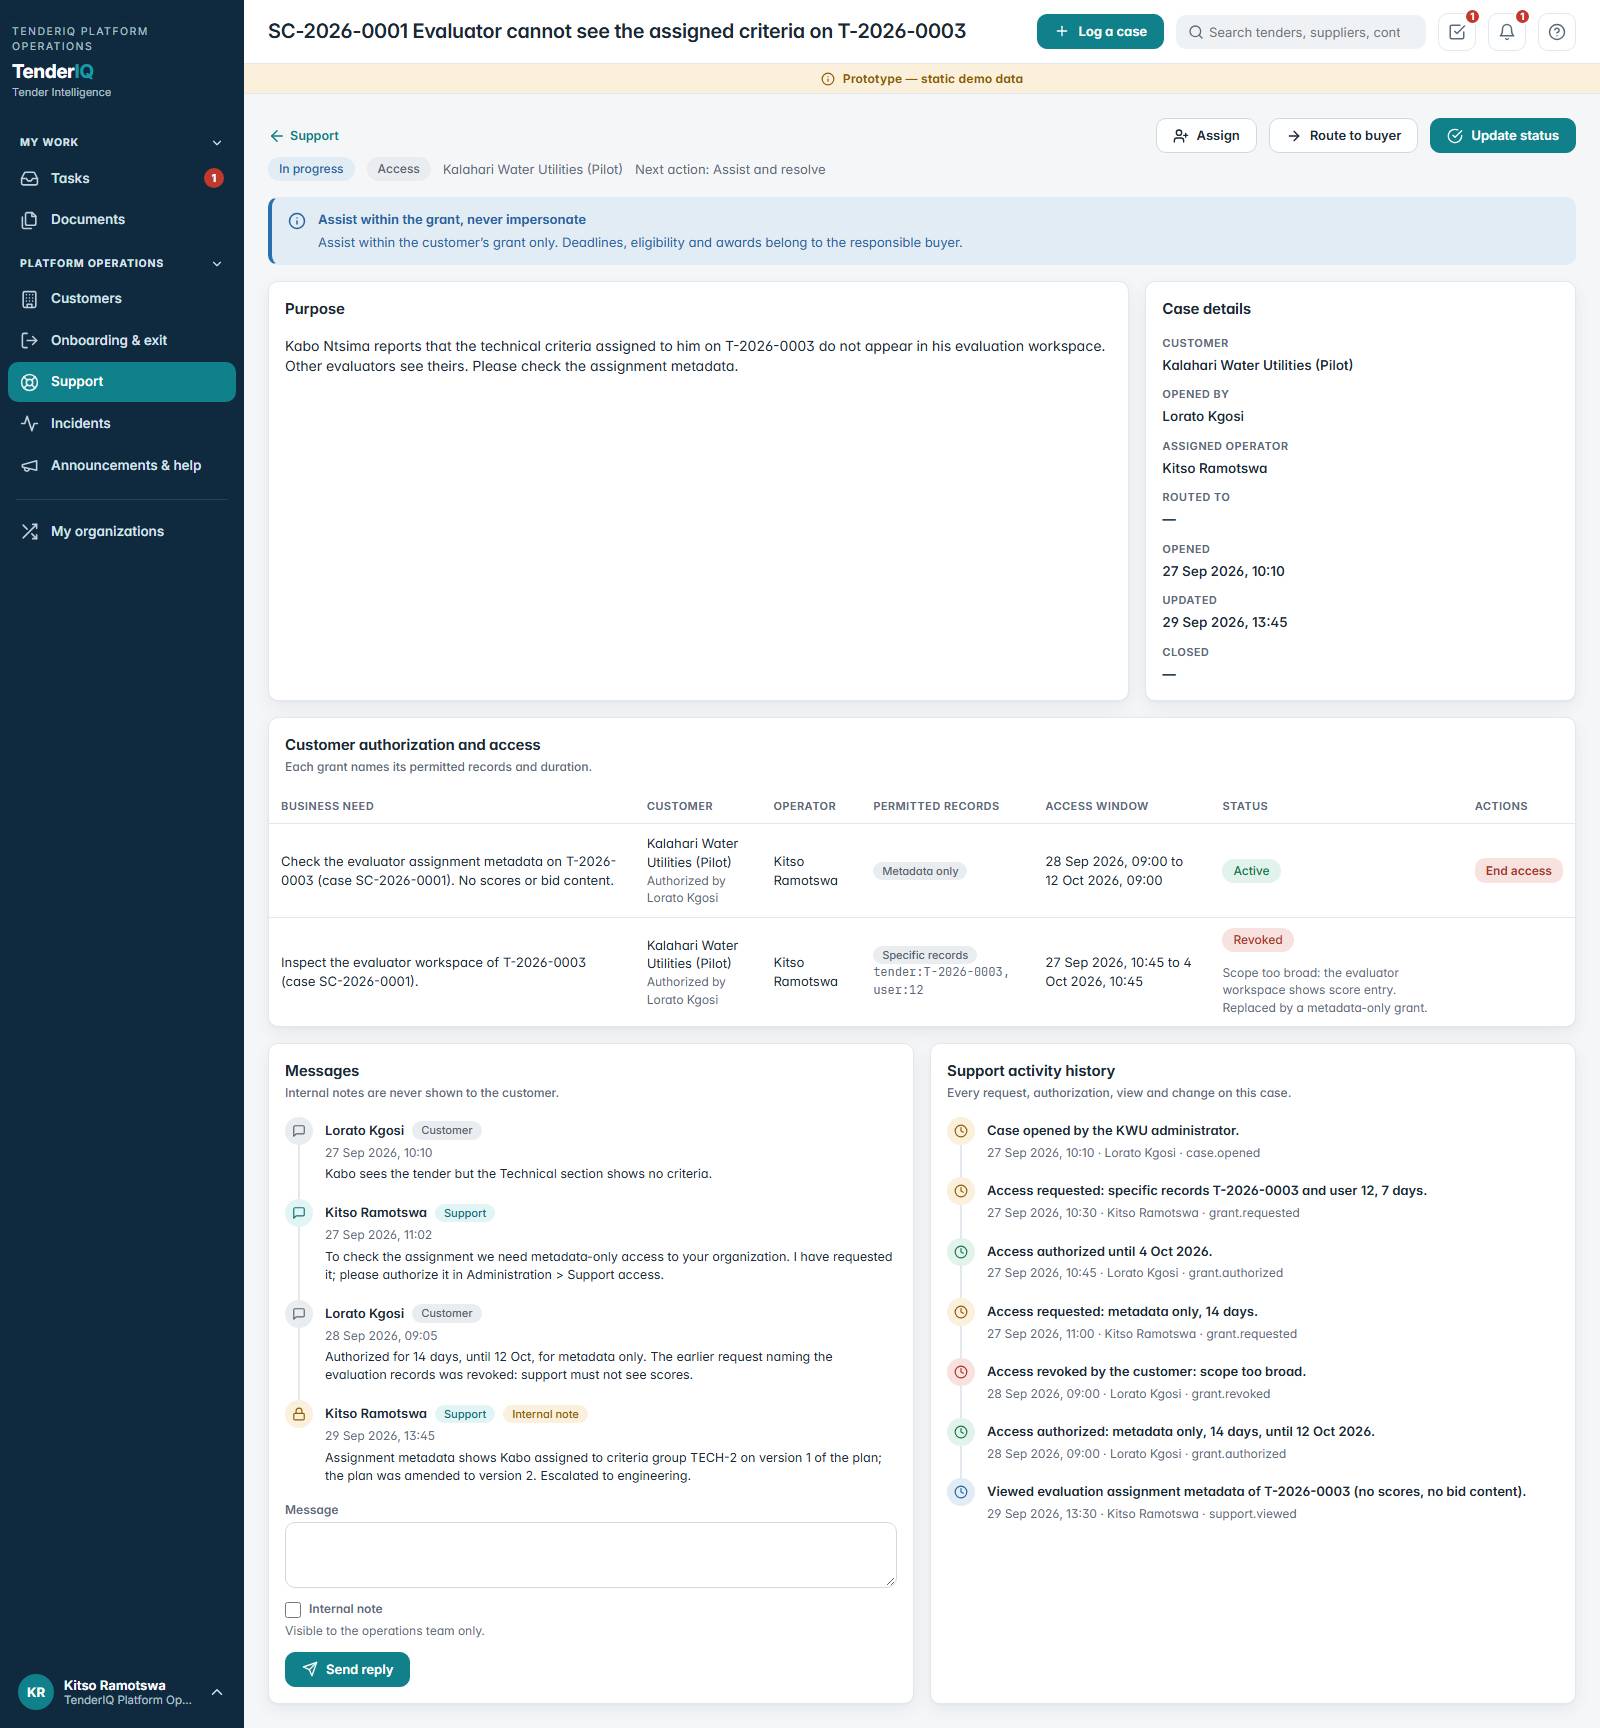 TENDERIQ PLATFORM
OPERATIONS
TenderIQ
Tender Intelligence
MY WORK
Tasks
1
Documents
PLATFORM OPERATIONS
Customers
Onboarding & exit
Support
Incidents
Announcements & help
My organizations
KR
Kitso Ramotswa
TenderIQ Platform Op...
SC-2026-0001 Evaluator cannot see the assigned criteria on T-2026-0003
Log a case
Search tenders, suppliers, cont
1
1
Prototype — static demo data
Support
Assign
Route to buyer
Update status
In progress
Access
Kalahari Water Utilities (Pilot)
Next action: Assist and resolve
Assist within the grant, never impersonate
Assist within the customer's grant only. Deadlines, eligibility and awards belong to the responsible buyer.
Purpose
Kabo Ntsima reports that the technical criteria assigned to him on T-2026-0003 do not appear in his evaluation workspace.
Other evaluators see theirs. Please check the assignment metadata.
Case details
CUSTOMER
Kalahari Water Utilities (Pilot)
OPENED BY
Lorato Kgosi
ASSIGNED OPERATOR
Kitso Ramotswa
ROUTED TO
—
OPENED
27 Sep 2026, 10:10
UPDATED
29 Sep 2026, 13:45
CLOSED
—
Customer authorization and access
Each grant names its permitted records and duration.
BUSINESS NEED
CUSTOMER
OPERATOR
PERMITTED RECORDS
ACCESS WINDOW
STATUS
ACTIONS
Check the evaluator assignment metadata on T-2026-
0003 (case SC-2026-0001). No scores or bid content.
Kalahari Water
Utilities (Pilot)
Authorized by
Lorato Kgosi
Kitso
Ramotswa
Metadata only
28 Sep 2026, 09:00 to
12 Oct 2026, 09:00
Active
End access
Inspect the evaluator workspace of T-2026-0003
(case SC-2026-0001).
Kalahari Water
Utilities (Pilot)
Authorized by
Lorato Kgosi
Kitso
Ramotswa
Specific records
tender:T-2026-0003,
user:12
27 Sep 2026, 10:45 to 4
Oct 2026, 10:45
Revoked
Scope too broad: the evaluator
workspace shows score entry.
Replaced by a metadata-only grant.
Messages
Internal notes are never shown to the customer.
Lorato Kgosi
Customer
27 Sep 2026, 10:10
Kabo sees the tender but the Technical section shows no criteria.
Kitso Ramotswa
Support
27 Sep 2026, 11:02
To check the assignment we need metadata-only access to your organization. I have requested
it; please authorize it in Administration > Support access.
Lorato Kgosi
Customer
28 Sep 2026, 09:05
Authorized for 14 days, until 12 Oct, for metadata only. The earlier request naming the
evaluation records was revoked: support must not see scores.
Kitso Ramotswa
Support
Internal note
29 Sep 2026, 13:45
Assignment metadata shows Kabo assigned to criteria group TECH-2 on version 1 of the plan;
the plan was amended to version 2. Escalated to engineering.
Message
Internal note
Visible to the operations team only.
Send reply
Support activity history
Every request, authorization, view and change on this case.
Case opened by the KWU administrator.
27 Sep 2026, 10:10 · Lorato Kgosi · case.opened
Access requested: specific records T-2026-0003 and user 12, 7 days.
27 Sep 2026, 10:30 · Kitso Ramotswa · grant.requested
Access authorized until 4 Oct 2026.
27 Sep 2026, 10:45 · Lorato Kgosi · grant.authorized
Access requested: metadata only, 14 days.
27 Sep 2026, 11:00 · Kitso Ramotswa · grant.requested
Access revoked by the customer: scope too broad.
28 Sep 2026, 09:00 · Lorato Kgosi · grant.revoked
Access authorized: metadata only, 14 days, until 12 Oct 2026.
28 Sep 2026, 09:00 · Lorato Kgosi · grant.authorized
Viewed evaluation assignment metadata of T-2026-0003 (no scores, no bid content).
29 Sep 2026, 13:30 · Kitso Ramotswa · support.viewed